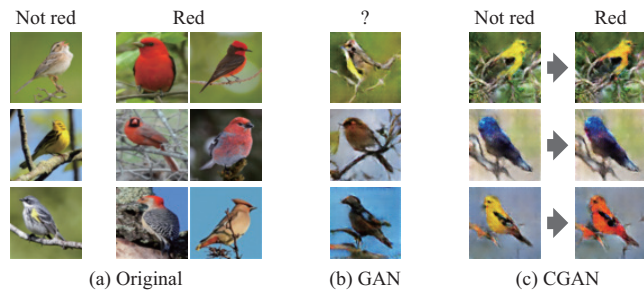 Not red Red ? Not red Red
(a) Original (b) GAN (c) CGAN